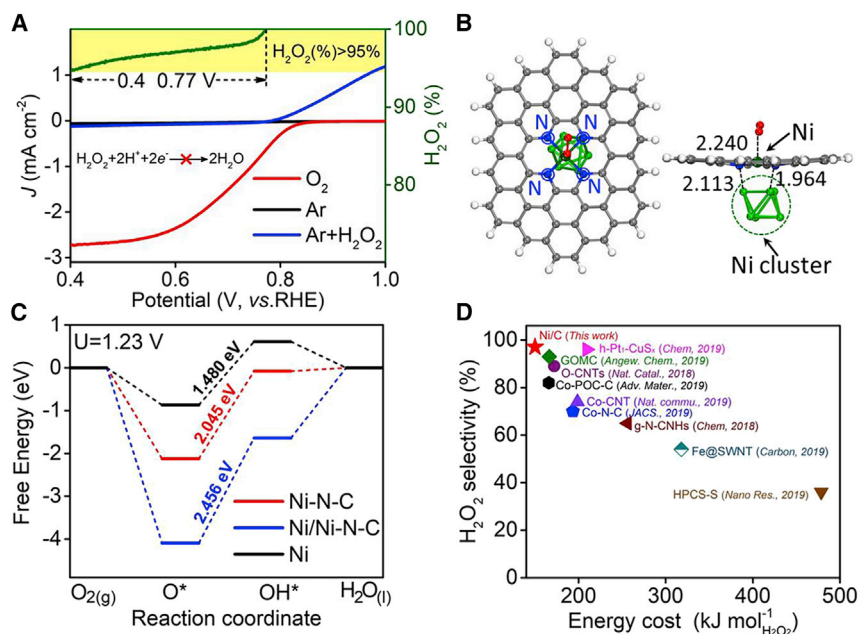 A
H₂O₂(%)>95%
0.4 0.77 V
H₂O₂+2H⁺+2e⁻ 2H₂O
O₂
Ar
Ar+H₂O₂
1
0
-1
-2
-3
J (mA cm⁻²)
100
90
80
H₂O₂ (%)
0.4 0.6 0.8 1.0
Potential (V, vs.RHE)
B
N N
N N
2.240 Ni
2.113 1.964
Ni cluster
C
U=1.23 V
1.480 eV
2.045 eV
2.456 eV
Ni-N-C
Ni/Ni-N-C
Ni
1
0
-1
-2
-3
-4
Free Energy (eV)
O₂(g) O* OH* H₂O(l)
Reaction coordinate
D
Ni/C (This work)
h-Pt₁-CuSₓ (Chem, 2019)
GOMC (Angew. Chem., 2019)
O-CNTs (Nat. Catal., 2018)
Co-POC-C (Adv. Mater., 2019)
Co-CNT (Nat. commu., 2019)
Co-N-C (JACS., 2019)
g-N-CNHs (Chem, 2018)
Fe@SWNT (Carbon, 2019)
HPCS-S (Nano Res., 2019)
100
80
60
40
20
0
H₂O₂ selectivity (%)
200 300 400 500
Energy cost (kJ mol⁻¹H₂O₂)